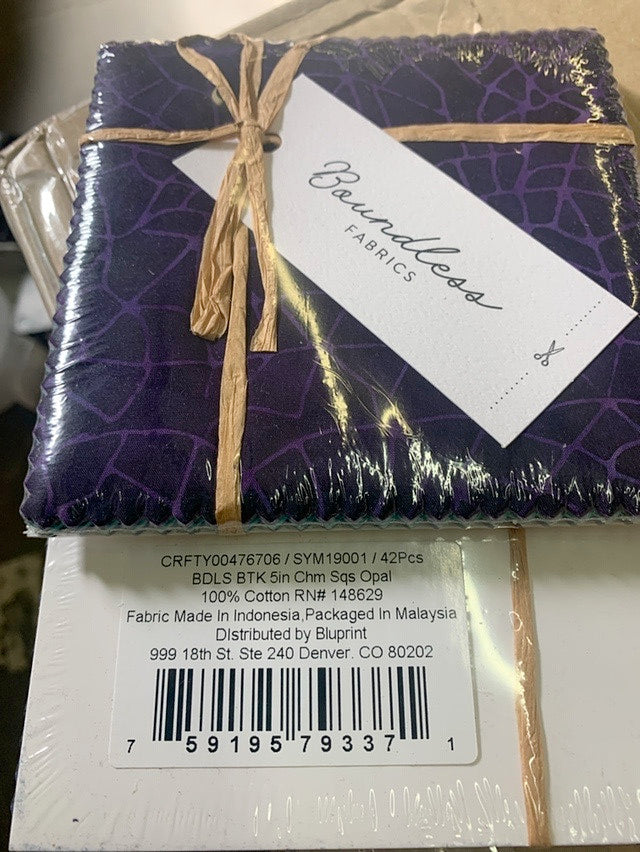 Boundless
FABRICS
CRFTY00476706 / SYM19001 / 42Pcs
BDLS BTK 5in Chm Sqs Opal
100% Cotton RN# 148629
Fabric Made In Indonesia,Packaged In Malaysia
DIstributed by Bluprint
999 18th St. Ste 240 Denver. CO 80202
7 59195 79337 1